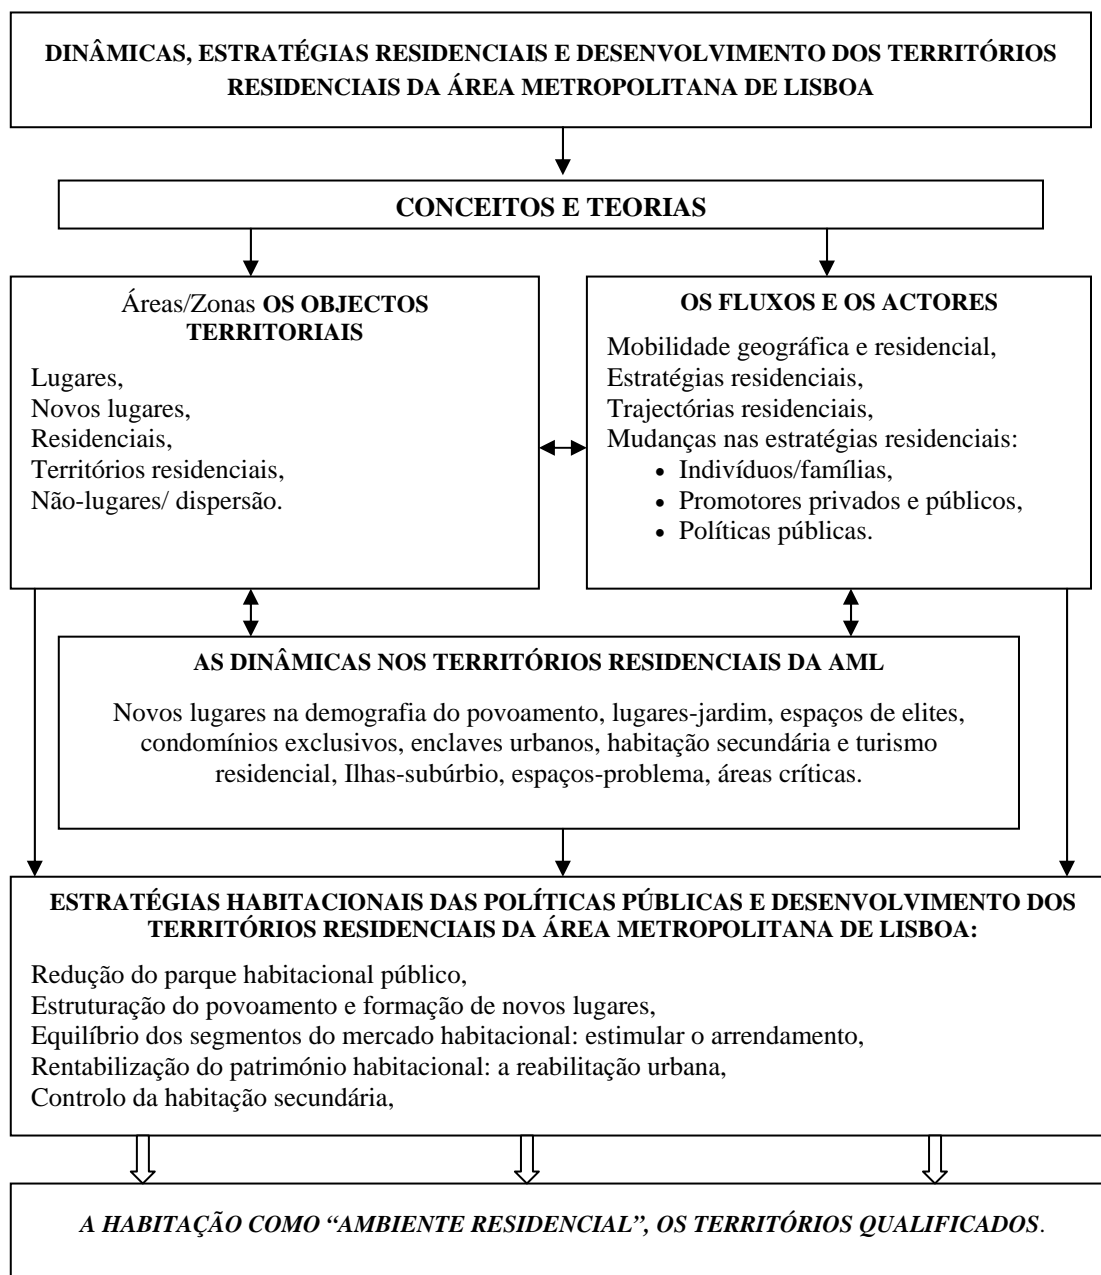 DINÂMICAS, ESTRATÉGIAS RESIDENCIAIS E DESENVOLVIMENTO DOS TERRITÓRIOS
RESIDENCIAIS DA ÁREA METROPOLITANA DE LISBOA
CONCEITOS E TEORIAS
Áreas/Zonas OS OBJECTOS
TERRITORIAIS
Lugares,
Novos lugares,
Residenciais,
Territórios residenciais,
Não-lugares/ dispersão.
OS FLUXOS E OS ACTORES
Mobilidade geográfica e residencial,
Estratégias residenciais,
Trajectórias residenciais,
Mudanças nas estratégias residenciais:
• Indivíduos/famílias,
• Promotores privados e públicos,
• Políticas públicas.
AS DINÂMICAS NOS TERRITÓRIOS RESIDENCIAIS DA AML
Novos lugares na demografia do povoamento, lugares-jardim, espaços de elites,
condomínios exclusivos, enclaves urbanos, habitação secundária e turismo
residencial, Ilhas-subúrbio, espaços-problema, áreas críticas.
ESTRATÉGIAS HABITACIONAIS DAS POLÍTICAS PÚBLICAS E DESENVOLVIMENTO DOS
TERRITÓRIOS RESIDENCIAIS DA ÁREA METROPOLITANA DE LISBOA:
Redução do parque habitacional público,
Estruturação do povoamento e formação de novos lugares,
Equilíbrio dos segmentos do mercado habitacional: estimular o arrendamento,
Rentabilização do património habitacional: a reabilitação urbana,
Controlo da habitação secundária,
A HABITAÇÃO COMO “AMBIENTE RESIDENCIAL”, OS TERRITÓRIOS QUALIFICADOS.